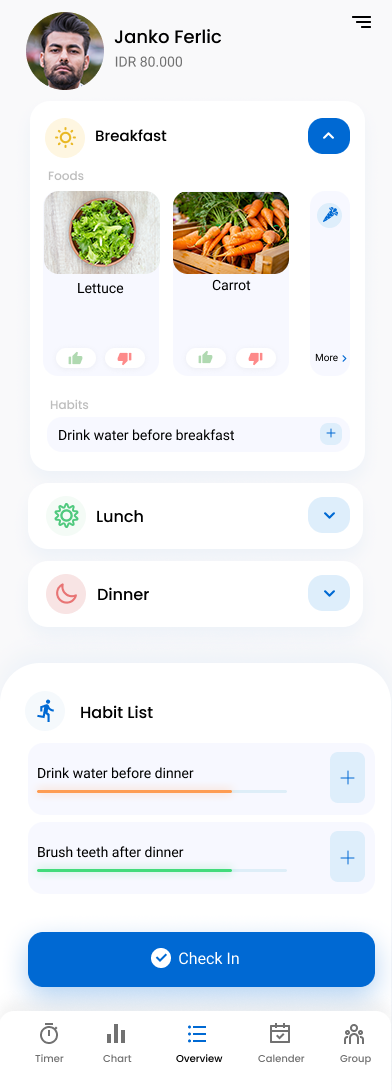 Janko Ferlic
IDR 80.000
Breakfast
Foods
Lettuce
Carrot
More >
Habits
Drink water before breakfast
Lunch
Dinner
Habit List
Drink water before dinner
Brush teeth after dinner
Check In
Timer
Chart
Overview
Calender
Group